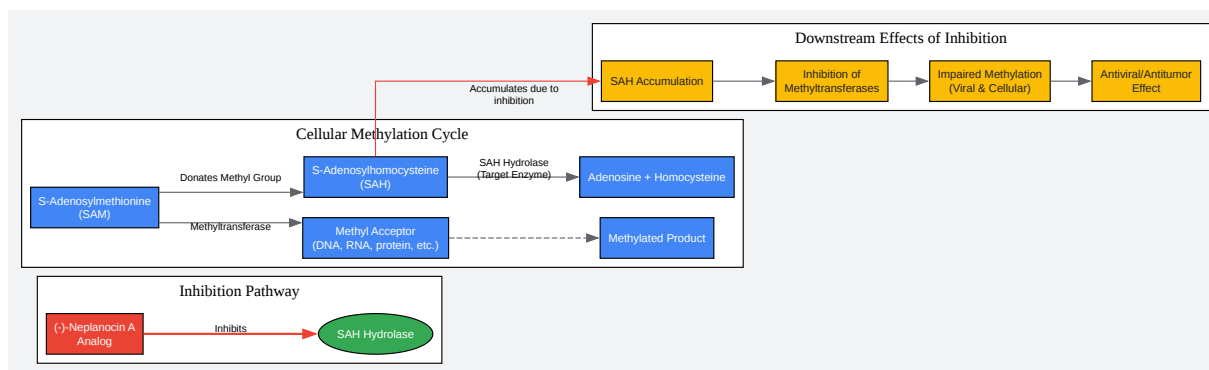 Downstream Effects of Inhibition
SAH Accumulation
Inhibition of
Methyltransferases
Impaired Methylation
(Viral & Cellular)
Antiviral/Antitumor
Effect
Accumulates due to
inhibition
Cellular Methylation Cycle
S-Adenosylmethionine
(SAM)
Donates Methyl Group
Methyltransferase
S-Adenosylhomocysteine
(SAH)
SAH Hydrolase
(Target Enzyme)
Adenosine + Homocysteine
Methyl Acceptor
(DNA, RNA, protein, etc.)
Methylated Product
Inhibition Pathway
(-)-Neplanocin A
Analog
Inhibits
SAH Hydrolase